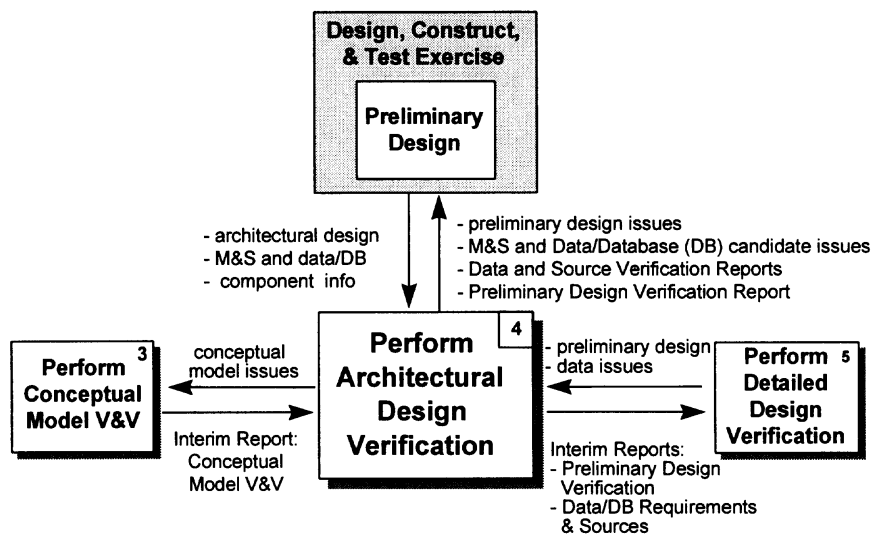 Design, Construct,
& Test Exercise
Preliminary
Design
- architectural design
- M&S and data/DB
- component info
- preliminary design issues
- M&S and Data/Database (DB) candidate issues
- Data and Source Verification Reports
- Preliminary Design Verification Report
3
Perform
Conceptual
Model V&V
conceptual
model issues
Interim Report:
Conceptual
Model V&V
4
Perform
Architectural
Design
Verification
- preliminary design
- data issues
Interim Reports:
- Preliminary Design
Verification
- Data/DB Requirements
& Sources
Perform 5
Detailed
Design
Verification